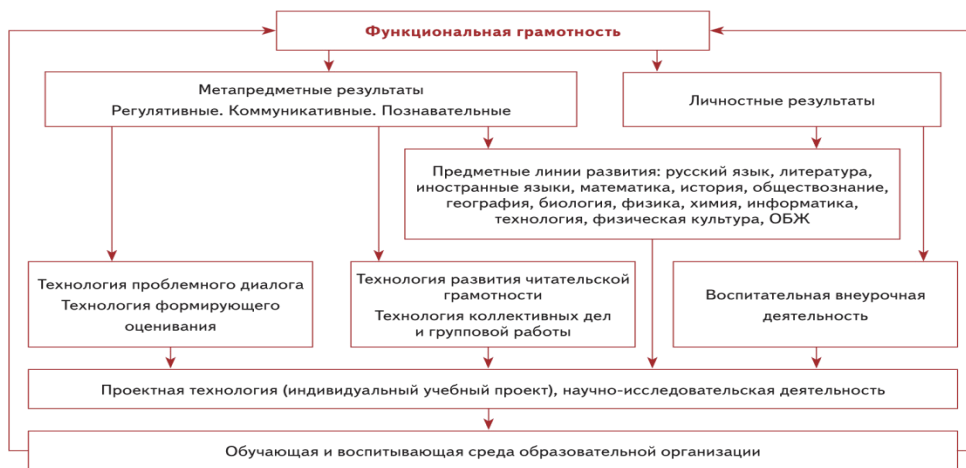 Функциональная грамотность
Метапредметные результаты
Регулятивные. Коммуникативные. Познавательные
Личностные результаты
Предметные линии развития: русский язык, литература,
иностранные языки, математика, история, обществознание,
география, биология, физика, химия, информатика,
технология, физическая культура, ОБЖ
Технология проблемного диалога
Технология формирующего
оценивания
Технология развития читательской
грамотности
Технология коллективных дел
и групповой работы
Воспитательная внеурочная
деятельность
Проектная технология (индивидуальный учебный проект), научно-исследовательская деятельность
Обучающая и воспитывающая среда образовательной организации